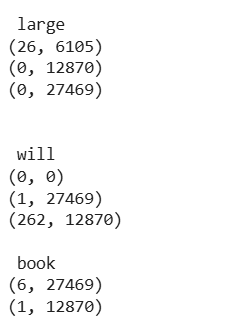 large
(26, 6105)
(0, 12870)
(0, 27469)
will
(0, 0)
(1, 27469)
(262, 12870)
book
(6, 27469)
(1, 12870)